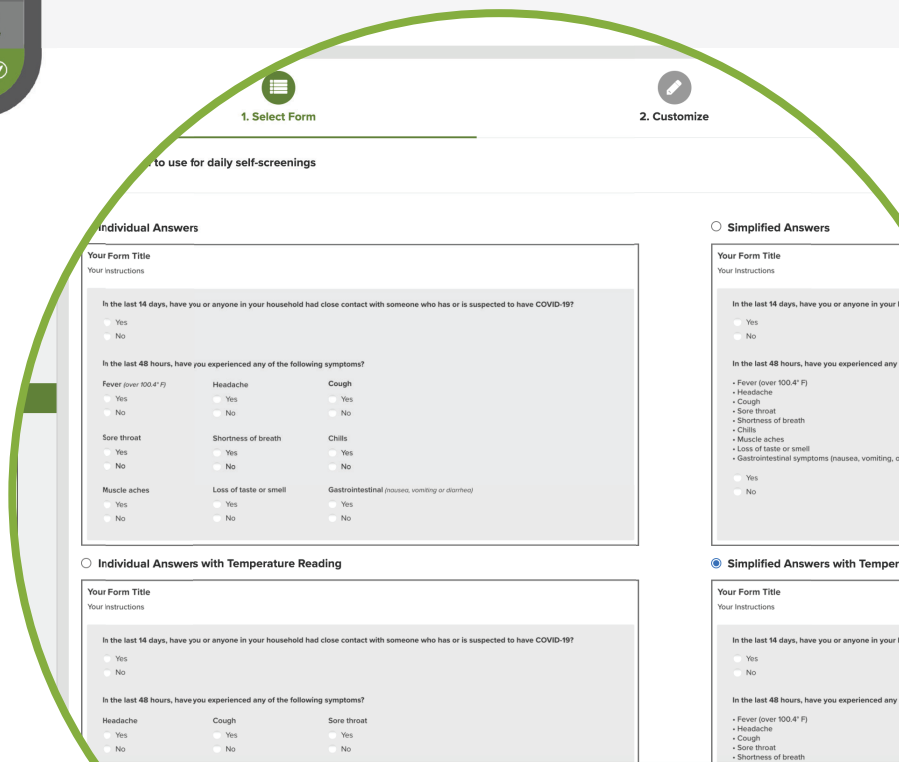 1. Select Form
2. Customize
to use for daily self-screenings
Individual Answers
Your Form Title
Your instructions
In the last 14 days, have you or anyone in your household had close contact with someone who has or is suspected to have COVID-19?
Yes
No
In the last 48 hours, have you experienced any of the following symptoms?
Fever (over 100.4° F)
Headache
Cough
Yes
Yes
Yes
No
No
No
Sore throat
Shortness of breath
Chills
Yes
Yes
Yes
No
No
No
Muscle aches
Loss of taste or smell
Gastrointestinal (nausea, vomiting or diarrhea)
Yes
Yes
Yes
No
No
No
Simplified Answers
Your Form Title
Your Instructions
In the last 14 days, have you or anyone in your
Yes
No
In the last 48 hours, have you experienced any
• Fever (over 100.4° F)
• Headache
• Cough
• Sore throat
• Shortness of breath
• Chills
• Muscle aches
• Loss of taste or smell
• Gastrointestinal symptoms (nausea, vomiting,
Yes
No
Individual Answers with Temperature Reading
Your Form Title
Your instructions
In the last 14 days, have you or anyone in your household had close contact with someone who has or is suspected to have COVID-19?
Yes
No
In the last 48 hours, have you experienced any of the following symptoms?
Headache
Cough
Sore throat
Yes
Yes
Yes
No
No
No
Simplified Answers with Temper
Your Form Title
Your Instructions
In the last 14 days, have you or anyone in your
Yes
No
In the last 48 hours, have you experienced any
• Fever (over 100.4° F)
• Headache
• Cough
• Sore throat
• Shortness of breath